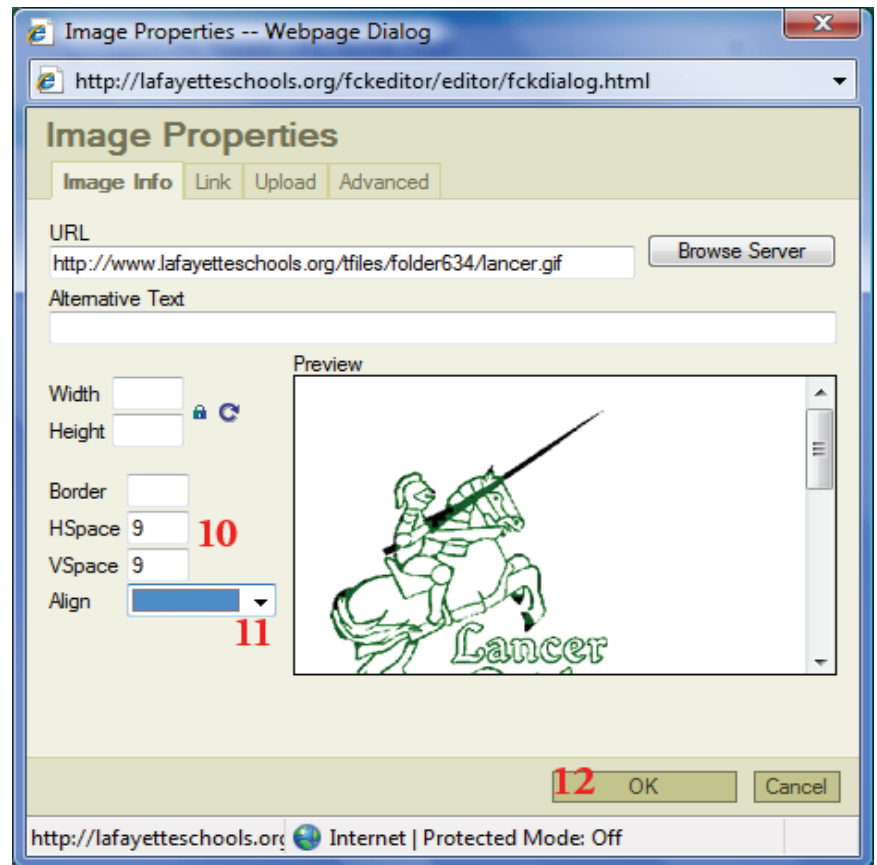 Image Properties -- Webpage Dialog
http://lafayetteschools.org/fckeditor/editor/fckdialog.html
Image Properties
Image Info Link Upload Advanced
URL
http://www.lafayetteschools.org/tfiles/folder634/lancer.gif Browse Server
Alternative Text
Preview
Width
Height
Border
HSpace 9 10
VSpace 9
Align
11
Lancer
12 OK Cancel
http://lafayetteschools.org Internet | Protected Mode: Off